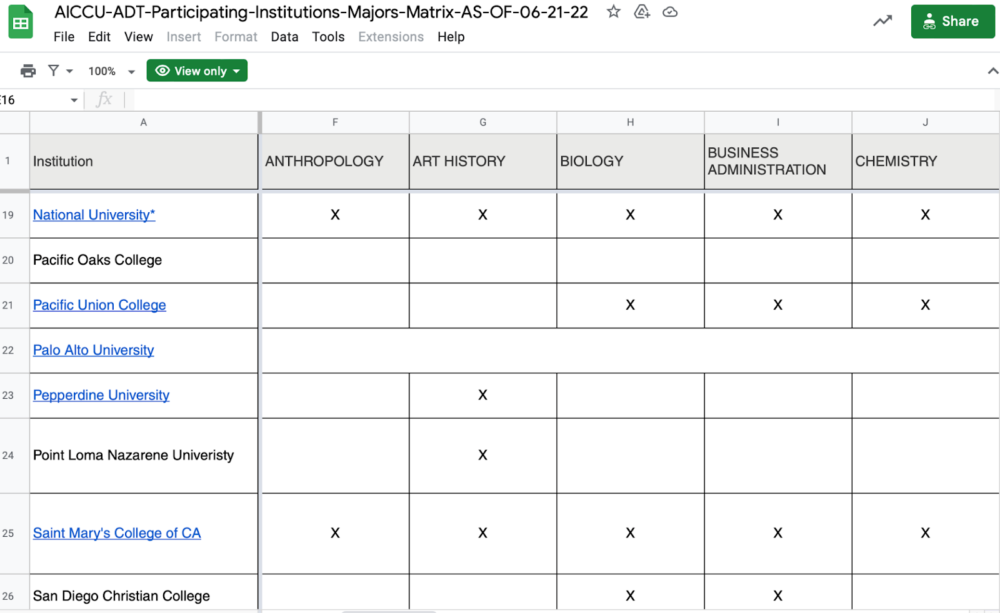 AICCU-ADT-Participating-Institutions-Majors-Matrix-AS-OF-06-21-22
Share
File Edit View Insert Format Data Tools Extensions Help
100% View only
16 fx
A F G H I J
1 Institution ANTHROPOLOGY ART HISTORY BIOLOGY BUSINESS
ADMINISTRATION CHEMISTRY
19 National University* X X X X X
20 Pacific Oaks College
21 Pacific Union College X X X
22 Palo Alto University
23 Pepperdine University X
24 Point Loma Nazarene Univeristy X
25 Saint Mary's College of CA X X X X X
26 San Diego Christian College X X